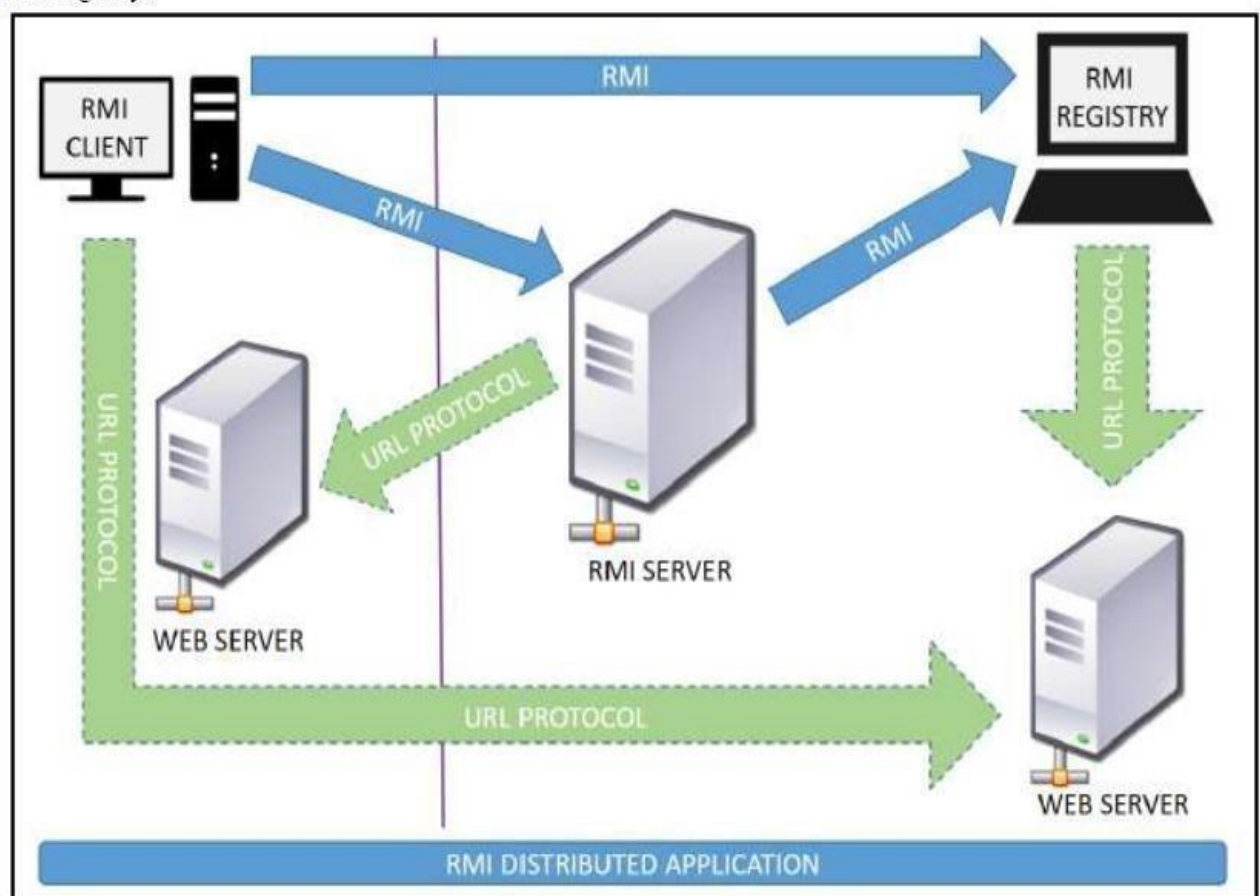 RMI
RMI
CLIENT
RMI
REGISTRY
RMI
RMI
URL PROTOCOL
URL PROTOCOL
URL PROTOCOL
RMI SERVER
WEB SERVER
URL PROTOCOL
WEB SERVER
RMI DISTRIBUTED APPLICATION